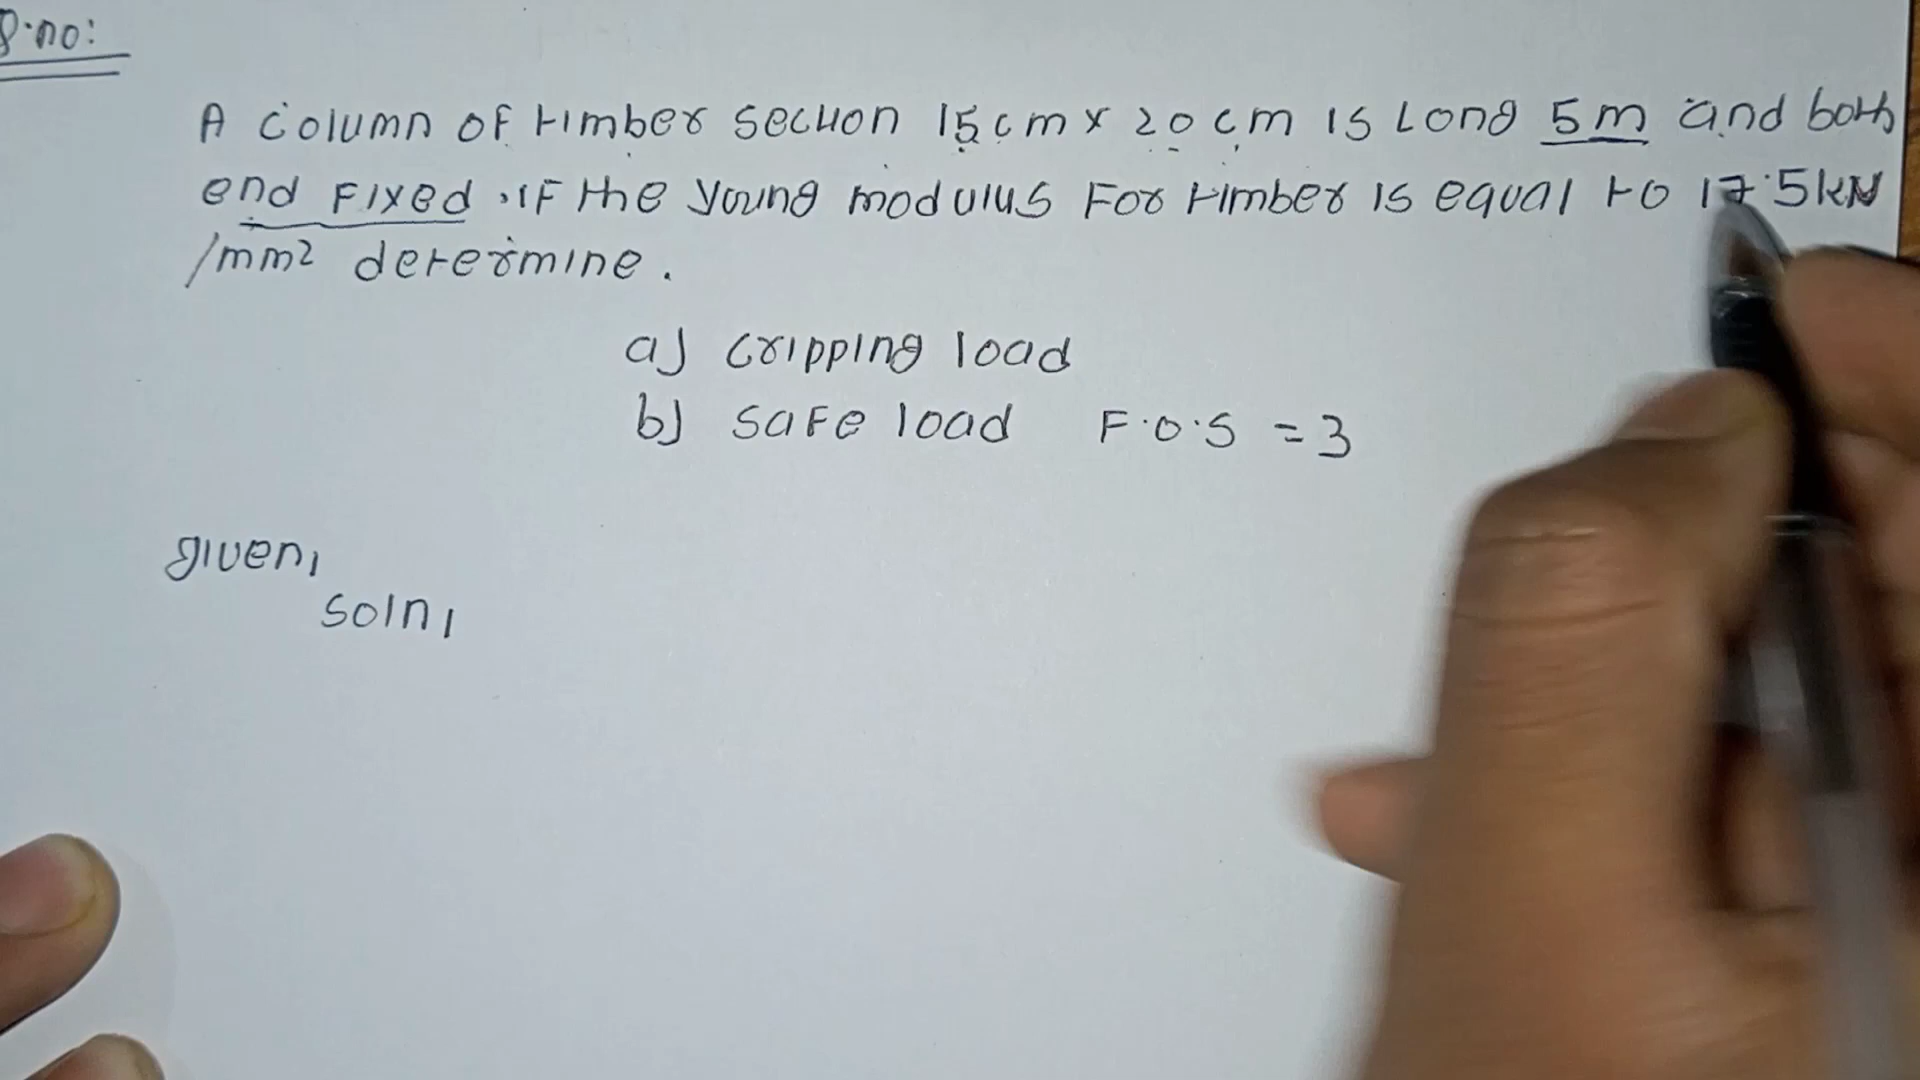 Q.no:
A column of timber section 15cm x 20cm is Long 5m and both
end fixed. if the young modulus For timber is equal to 17.5kN
/mm2 determine.
a) cripping load
b) safe load F.O.S = 3
given,
soln,